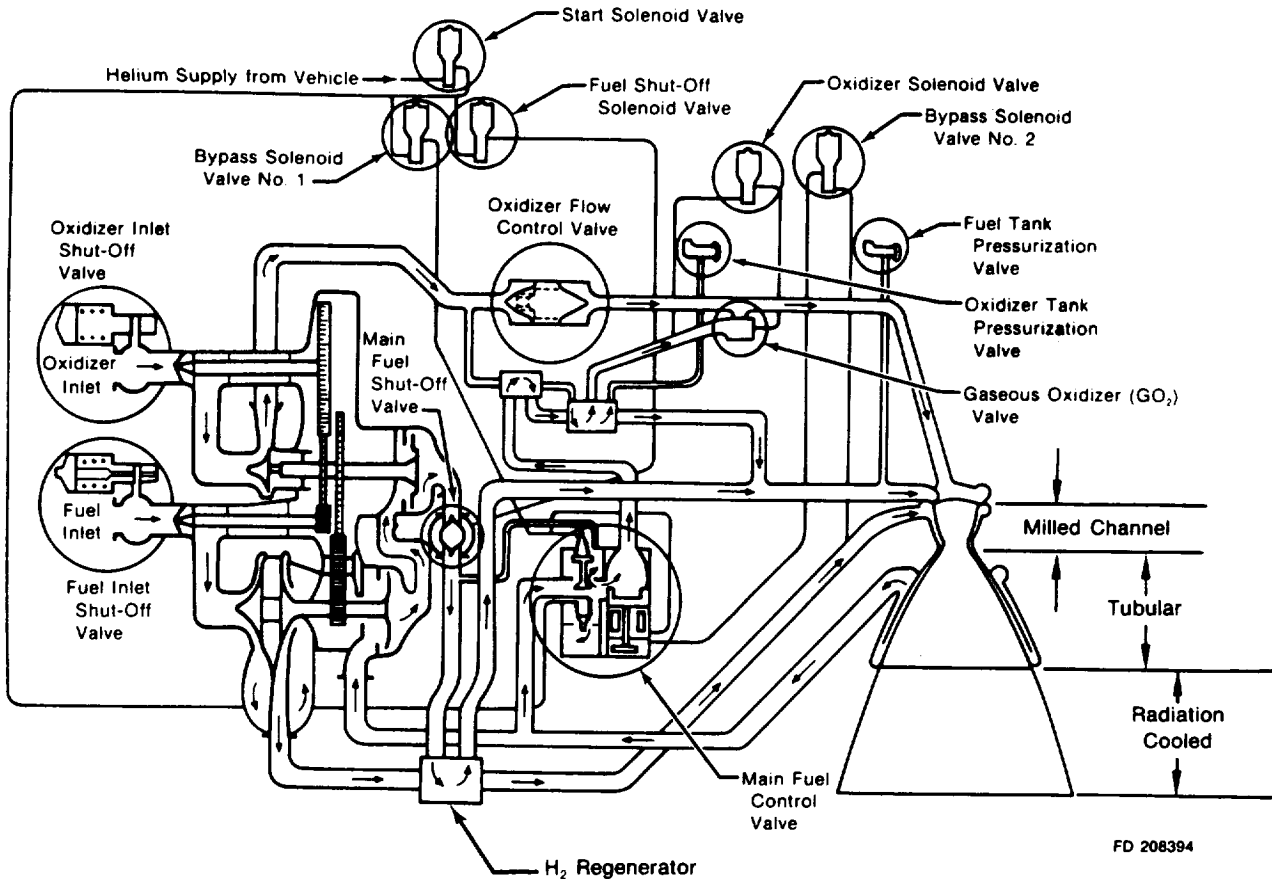 Start Solenoid Valve
Helium Supply from Vehicle
Fuel Shut-Off
Solenoid Valve
Oxidizer Solenoid Valve
Bypass Solenoid
Valve No. 2
Bypass Solenoid
Valve No. 1
Oxidizer Flow
Control Valve
Fuel Tank
Pressurization
Valve
Oxidizer Inlet
Shut-Off
Valve
Oxidizer Tank
Pressurization
Valve
Main
Fuel
Shut-Off
Valve
Oxidizer
Inlet
Gaseous Oxidizer (GO₂)
Valve
Fuel
Inlet
Milled Channel
Fuel Inlet
Shut-Off
Valve
Tubular
Radiation
Cooled
Main Fuel
Control
Valve
FD 208394
H₂ Regenerator